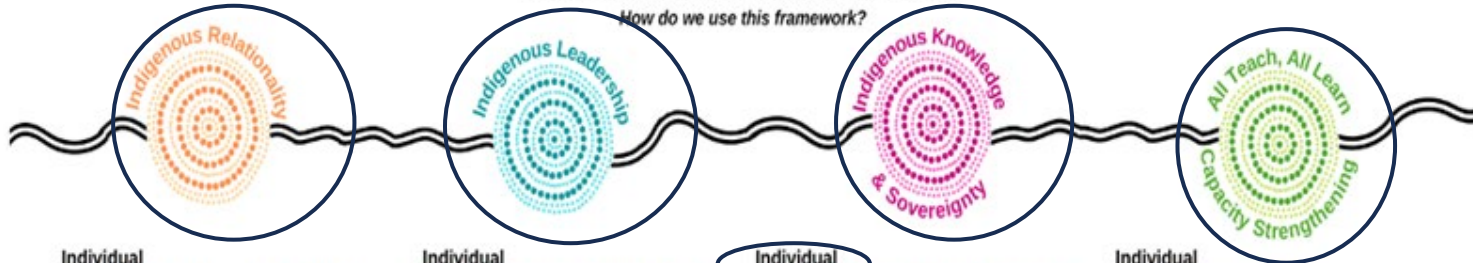 How do we use this framework?
Indigenous Relationality
Indigenous Leadership
Indigenous Knowledge
& Sovereignty
All Teach, All Learn
Capacity Strengthening
Individual
Individual
Individual
Individual